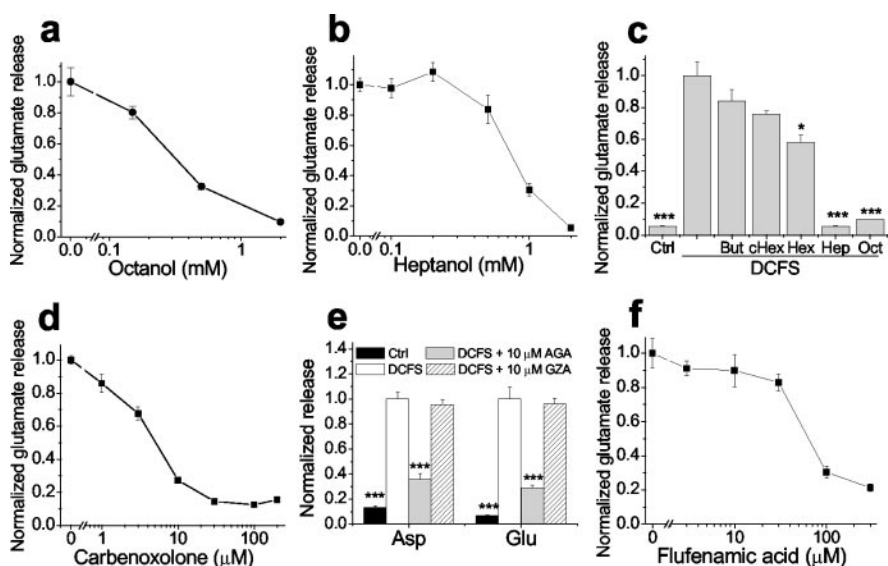 a
Normalized glutamate release
1.0
0.8
0.6
0.4
0.2
0.0
0.0 0.1 1
Octanol (mM)
b
Normalized glutamate release
1.0
0.8
0.6
0.4
0.2
0.0
0.0 0.1 1
Heptanol (mM)
c
Normalized glutamate release
1.0
0.8
0.6
0.4
0.2
0.0
*** * *** ***
Ctrl But cHex Hex Hep Oct
DCFS
d
Normalized glutamate release
1.0
0.8
0.6
0.4
0.2
0.0
0 1 10 100
Carbenoxolone (μM)
e
Normalized release
1.4
1.2
1.0
0.8
0.6
0.4
0.2
0.0
Ctrl DCFS + 10 μM AGA
DCFS DCFS + 10 μM GZA
*** *** *** ***
Asp Glu
f
Normalized glutamate release
1.0
0.8
0.6
0.4
0.2
0.0
0 10 100
Flufenamic acid (μM)